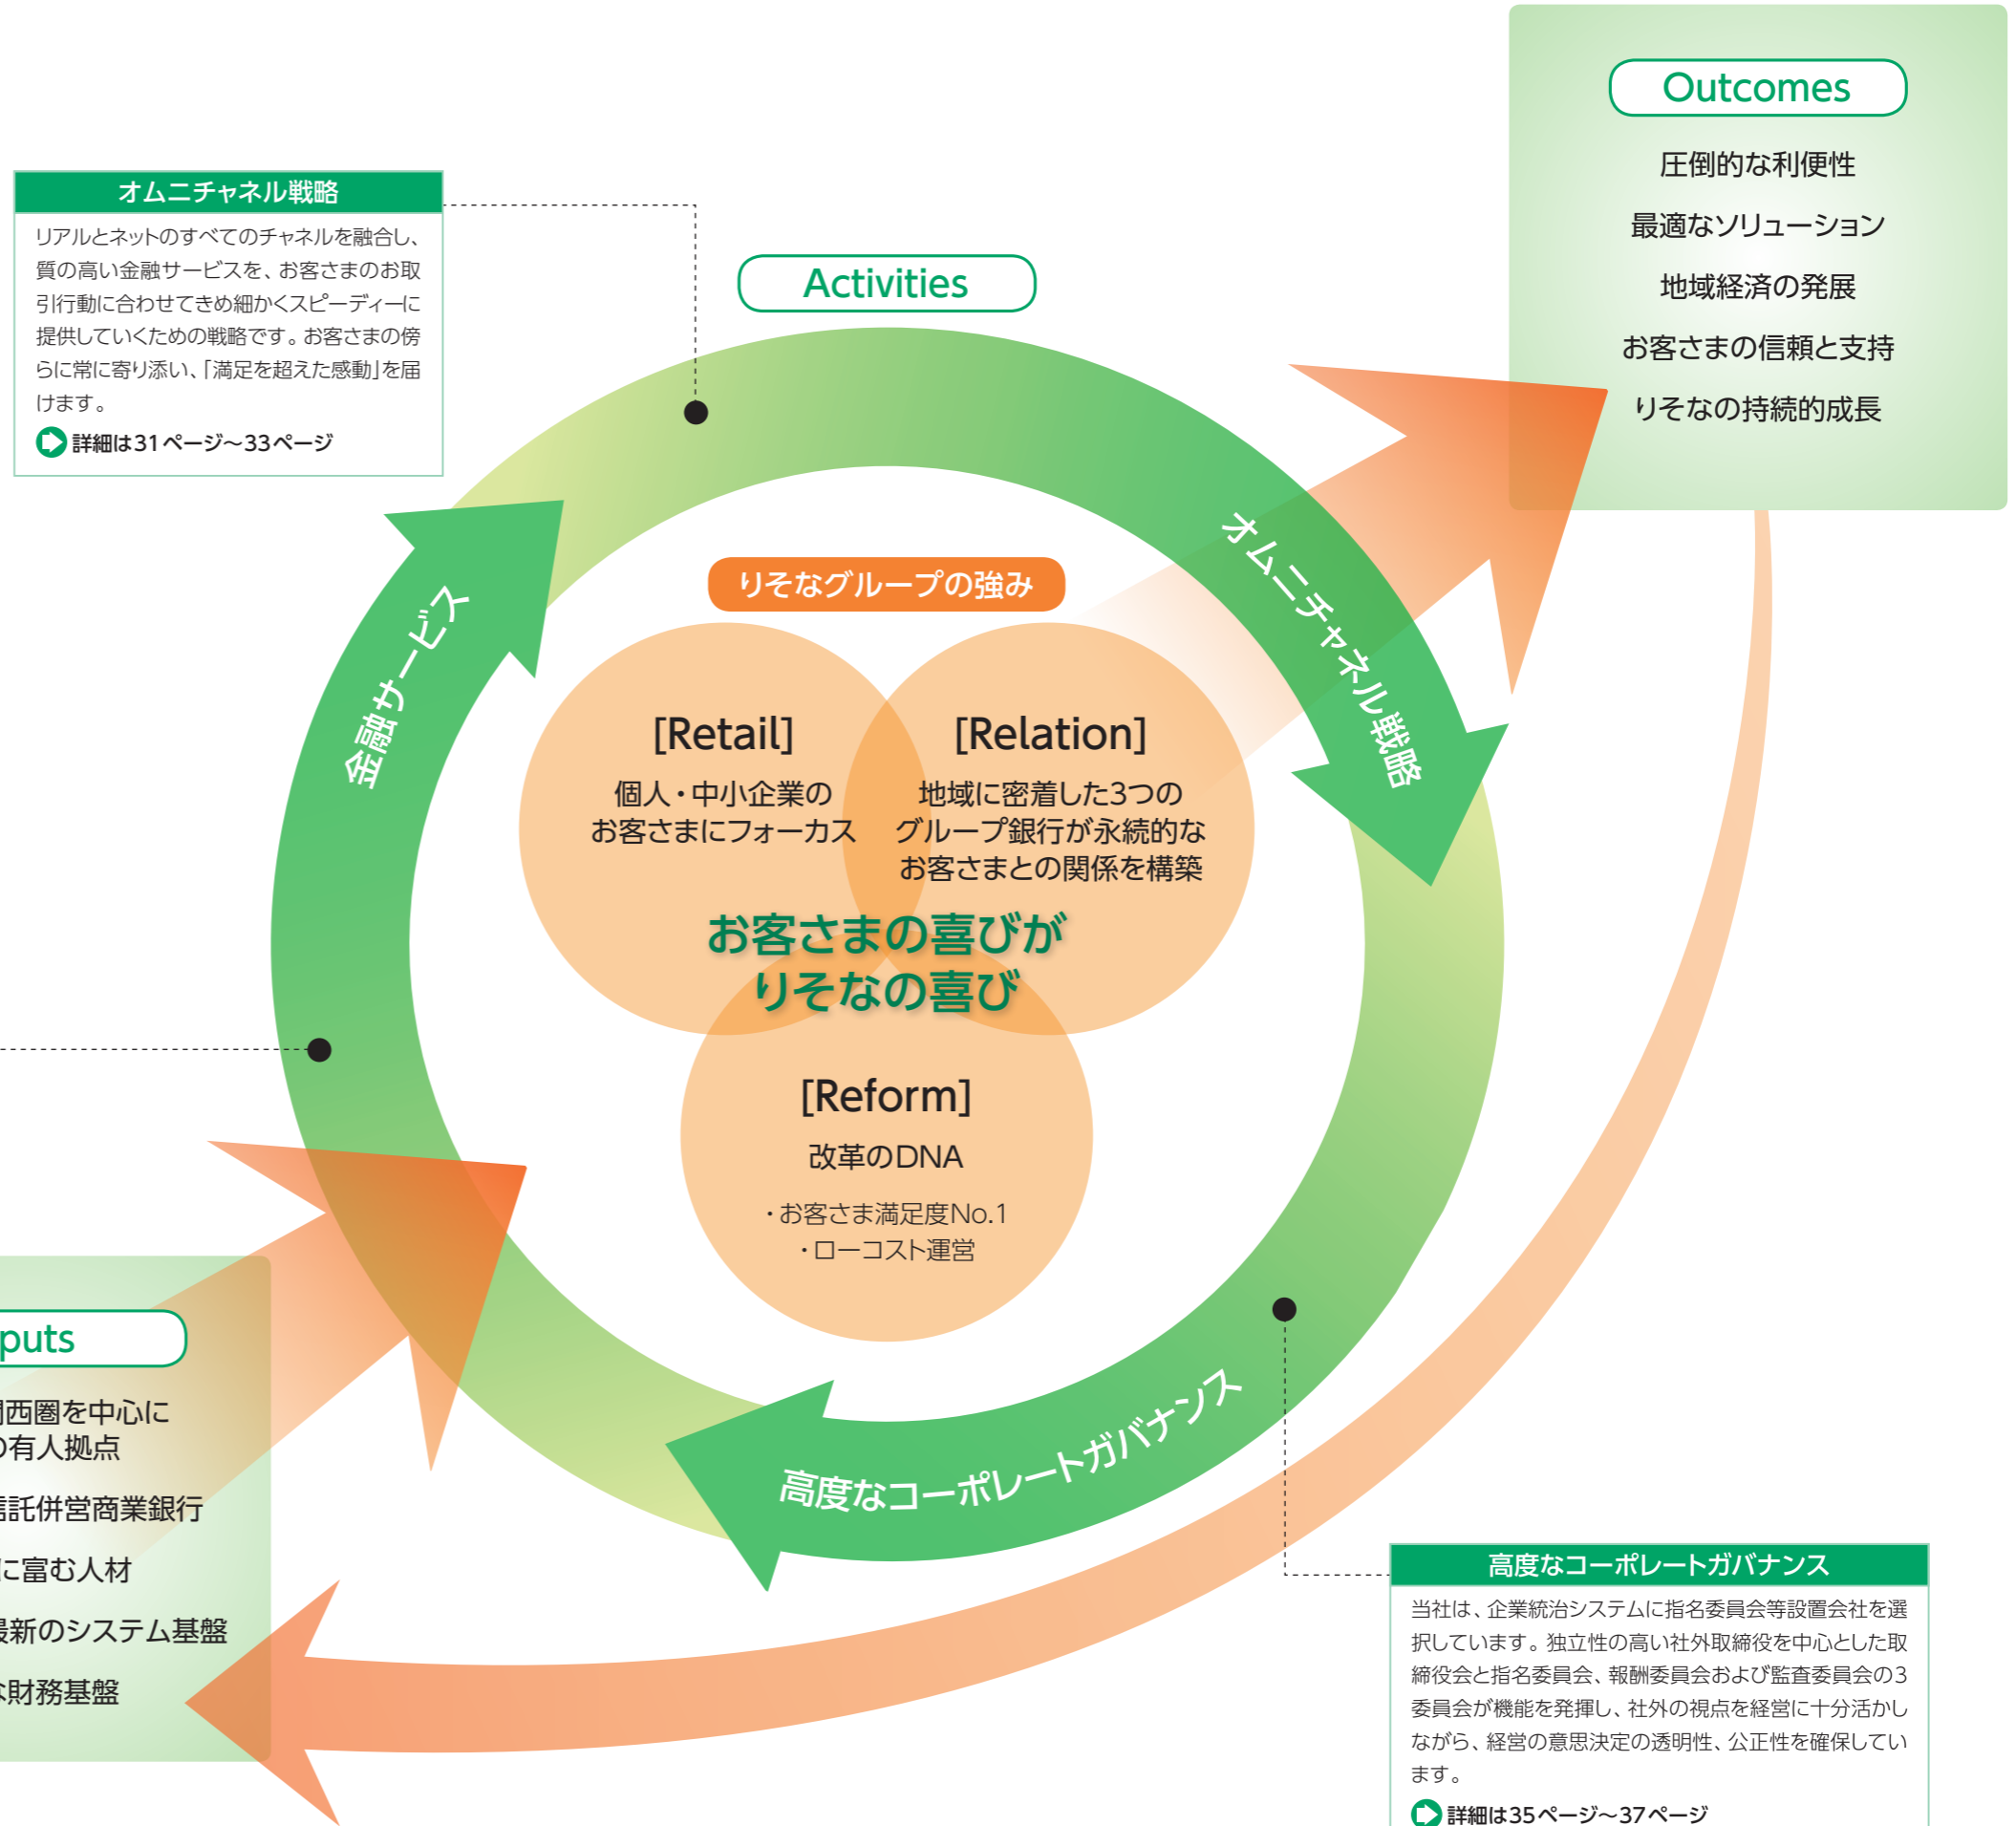 Outcomes
圧倒的な利便性
最適なソリューション
地域経済の発展
お客さまの信頼と支持
りそなの持続的成長
オムニチャネル戦略
リアルとネットのすべてのチャネルを融合し、
質の高い金融サービスを、お客さまのお取
引行動に合わせてきめ細かくスピーディーに
提供していくための戦略です。お客さまの傍
らに常に寄り添い、「満足を超えた感動」を届
けます。
詳細は31ページ～33ページ
Activities
金融サービス
オムニチャネル戦略
りそなグループの強み
[Retail]
個人・中小企業の
お客さまにフォーカス
[Relation]
地域に密着した3つの
グループ銀行が永続的な
お客さまとの関係を構築
お客さまの喜びが
りそなの喜び
[Reform]
改革のDNA
・お客さま満足度No.1
・ローコスト運営
高度なコーポレートガバナンス
puts
西圏を中心に
の有人拠点
託併営商業銀行
に富む人材
最新のシステム基盤
な財務基盤
高度なコーポレートガバナンス
当社は、企業統治システムに指名委員会等設置会社を選
択しています。独立性の高い社外取締役を中心とした取
締役会と指名委員会、報酬委員会および監査委員会の3
委員会が機能を発揮し、社外の視点を経営に十分活かし
ながら、経営の意思決定の透明性、公正性を確保してい
ます。
詳細は35ページ～37ページ